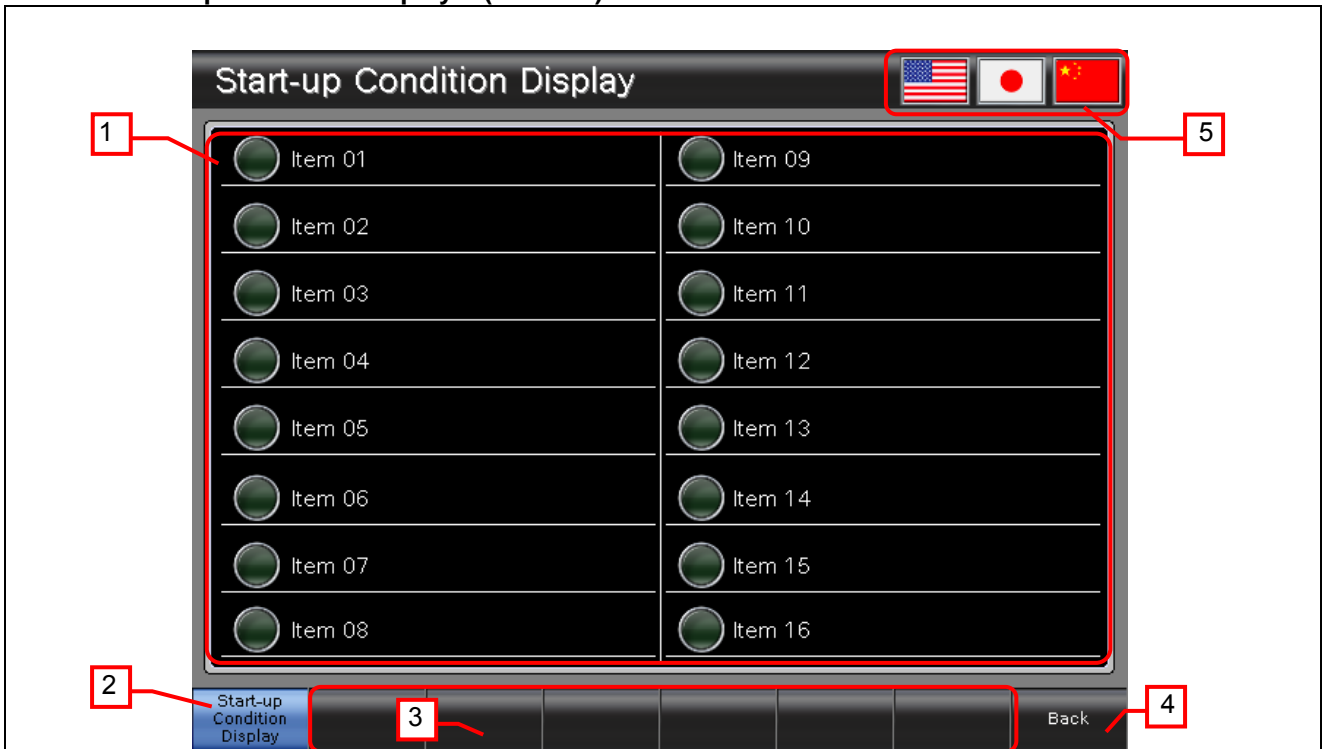 Start-up Condition Display
5
1
Item 01
Item 09
Item 02
Item 10
Item 03
Item 11
Item 04
Item 12
Item 05
Item 13
Item 06
Item 14
Item 07
Item 15
Item 08
Item 16
2
Start-up
Condition
Display
3
Back
4